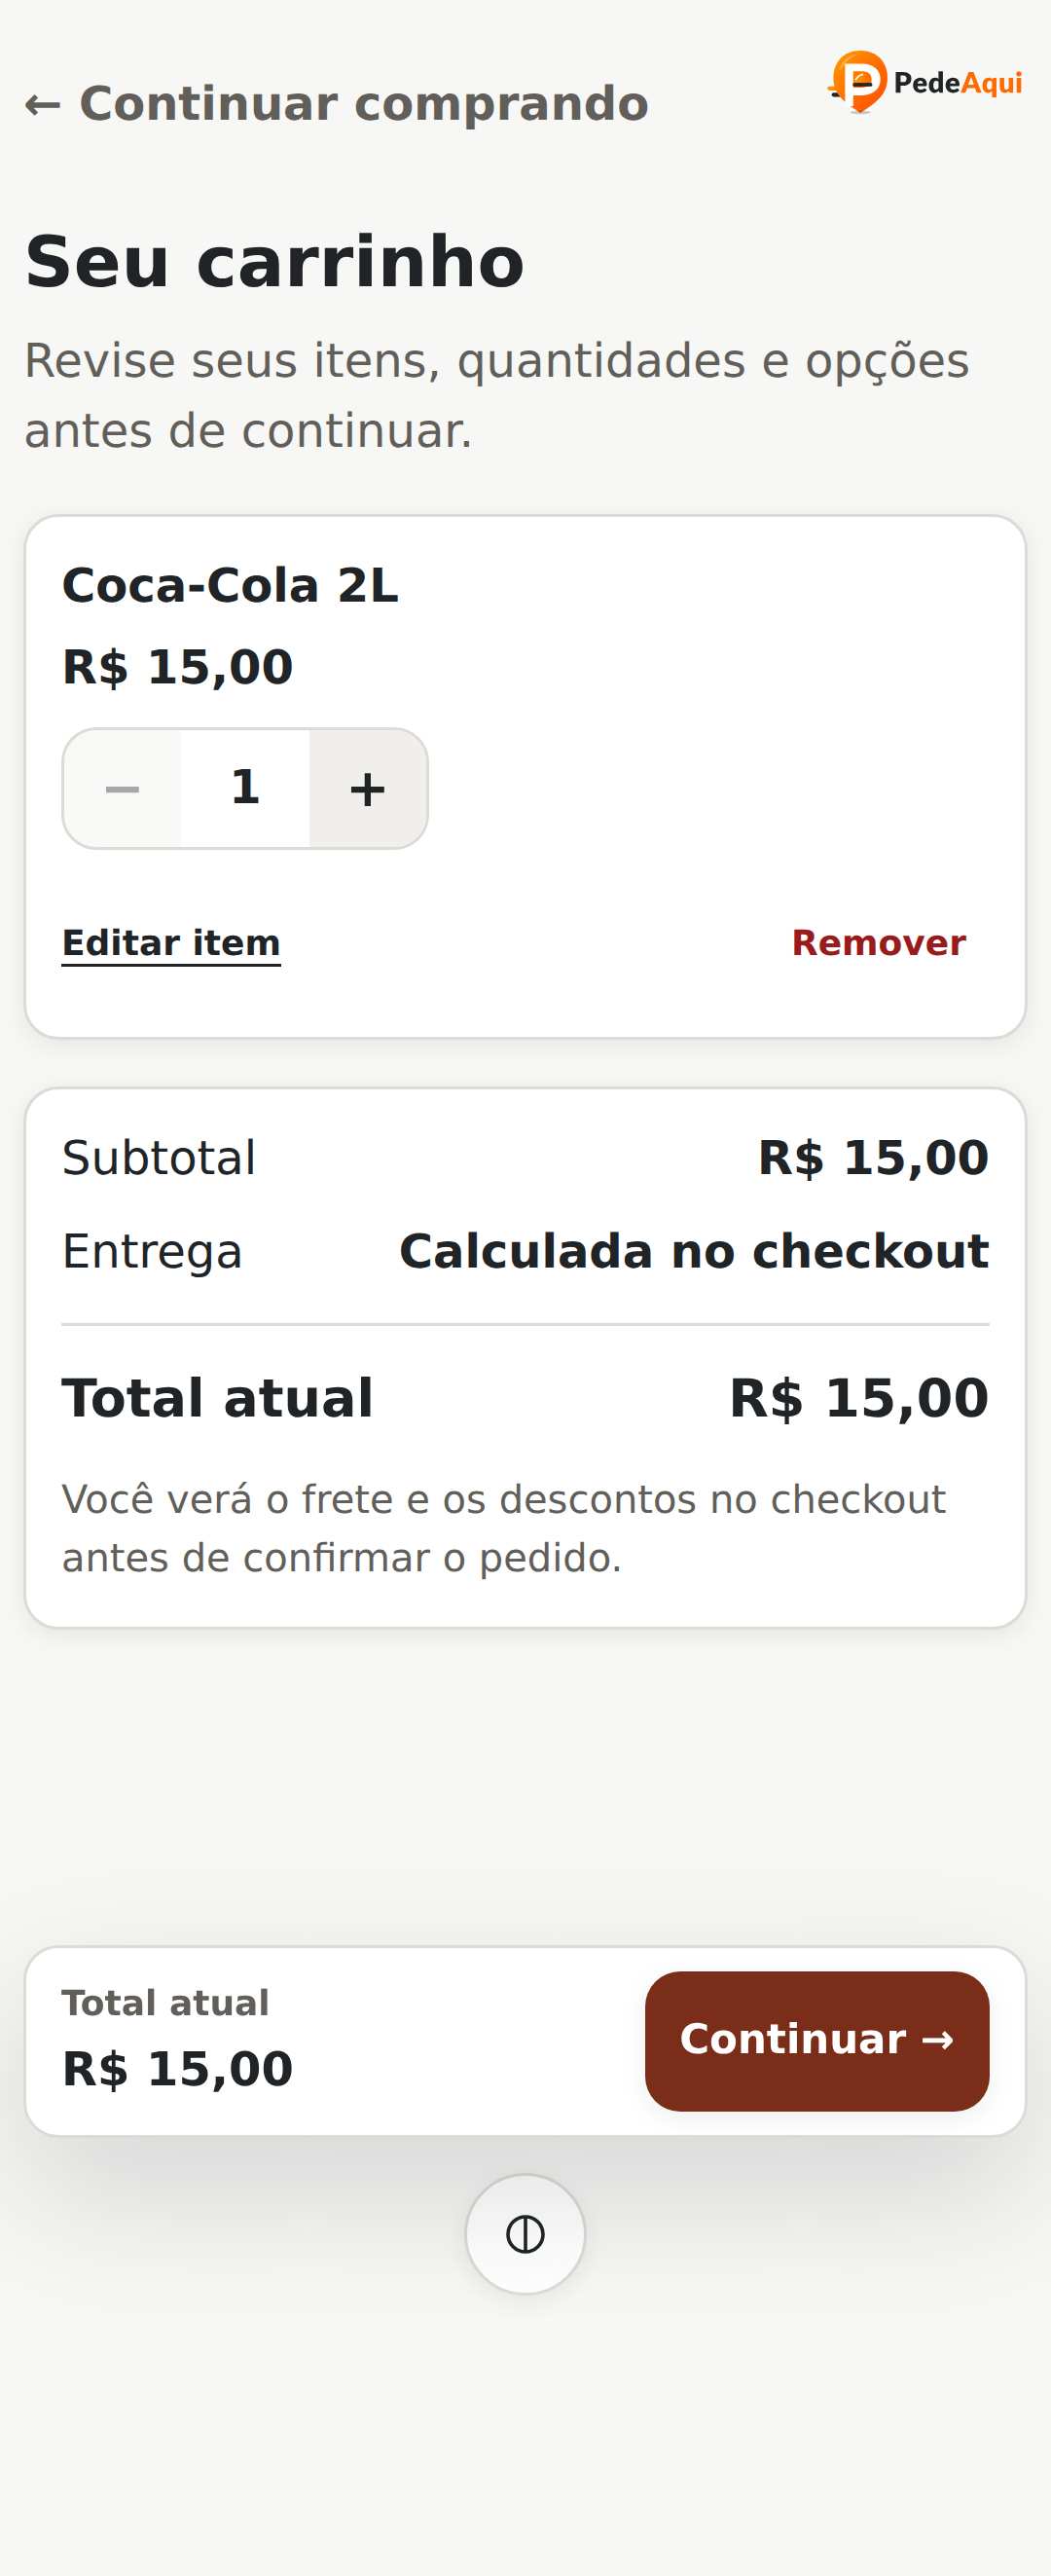 ← Continuar comprando
PedeAqui
Seu carrinho
Revise seus itens, quantidades e opções
antes de continuar.
Coca-Cola 2L
R$ 15,00
− 1 +
Editar item
Remover
Subtotal R$ 15,00
Entrega Calculada no checkout
Total atual R$ 15,00
Você verá o frete e os descontos no checkout
antes de confirmar o pedido.
Total atual
R$ 15,00
Continuar →